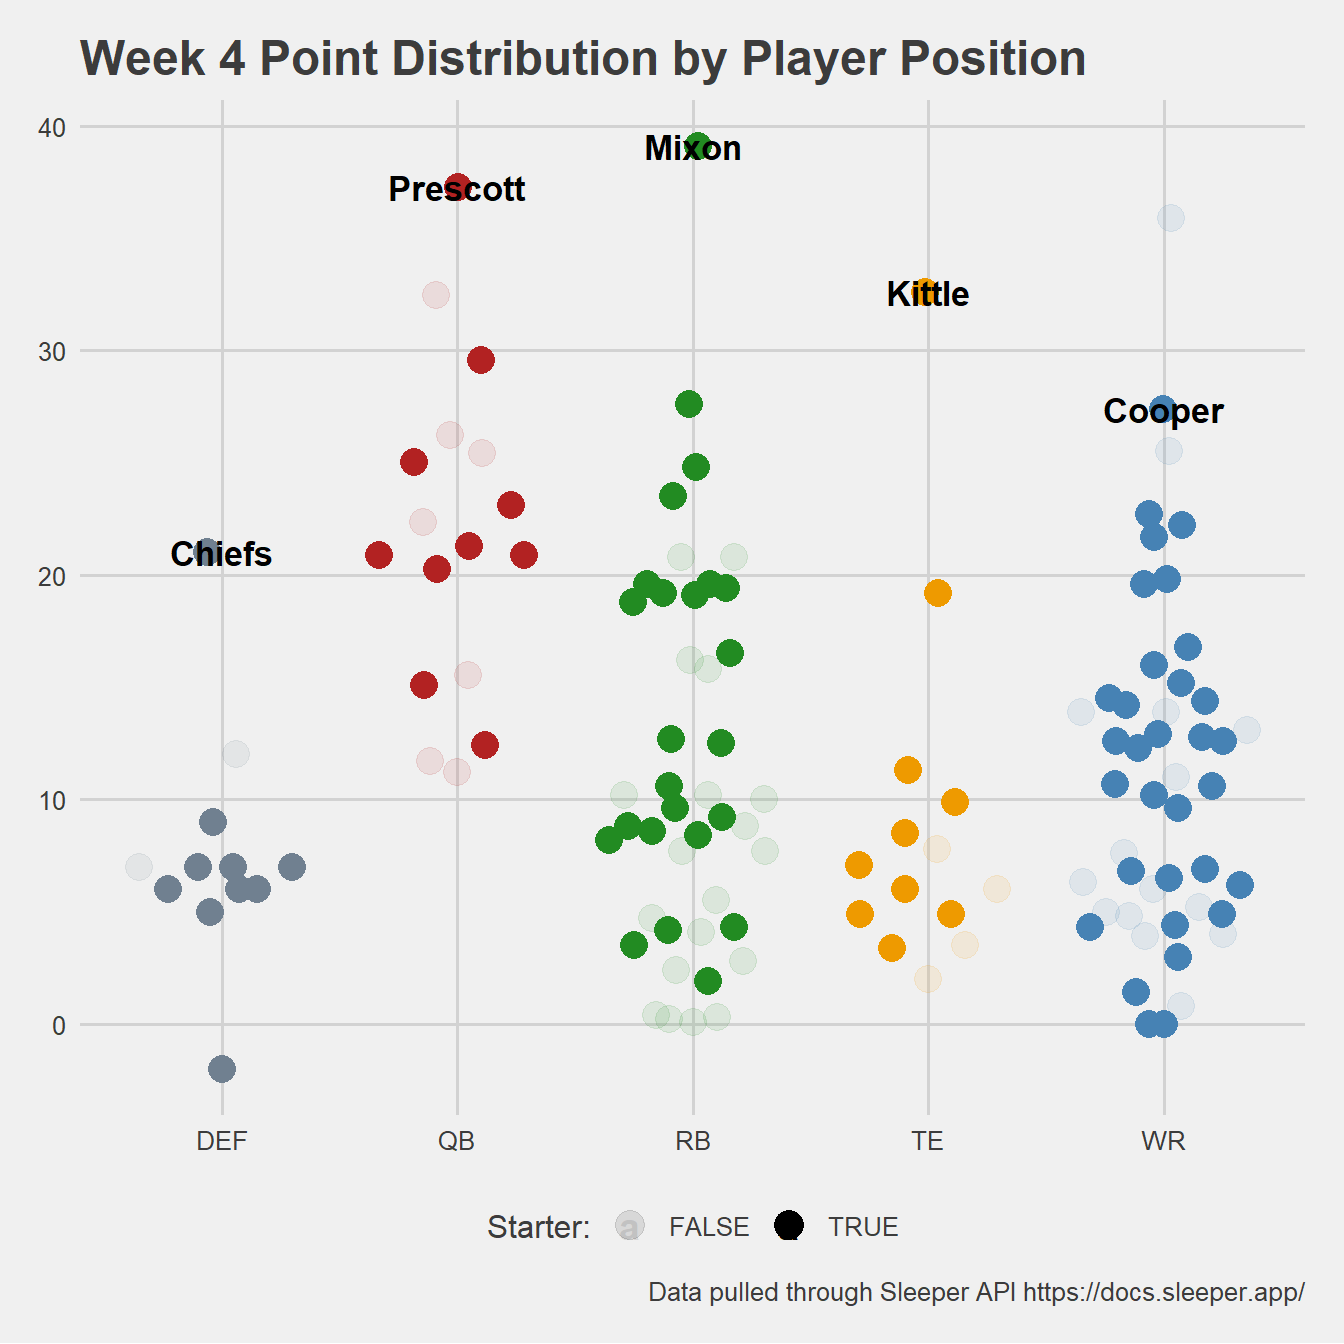 Week 4 Point Distribution by Player Position
40
Mixon
Prescott
Kittle
30
Cooper
Chiefs
20
10
0
DEF QB RB TE WR
Starter: a FALSE TRUE
Data pulled through Sleeper API https://docs.sleeper.app/